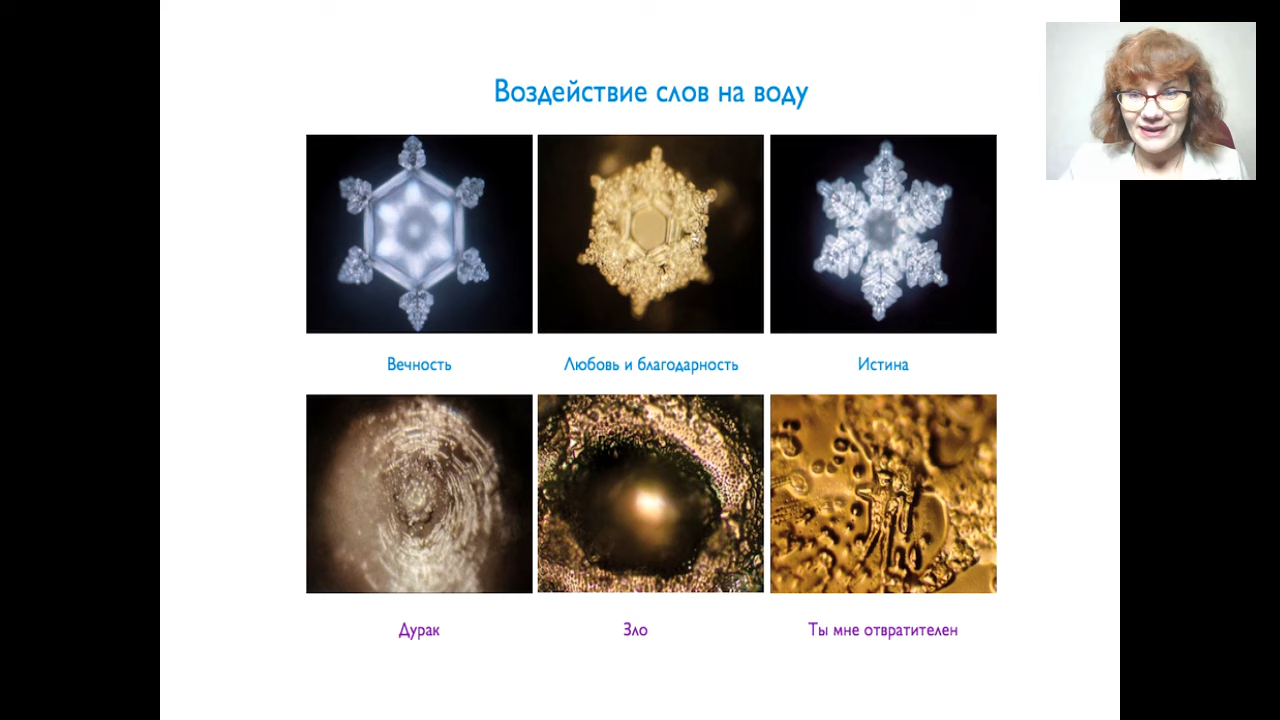 Воздействие слов на воду
Вечность
Любовь и благодарность
Истина
Дурак
Зло
Ты мне отвратителен